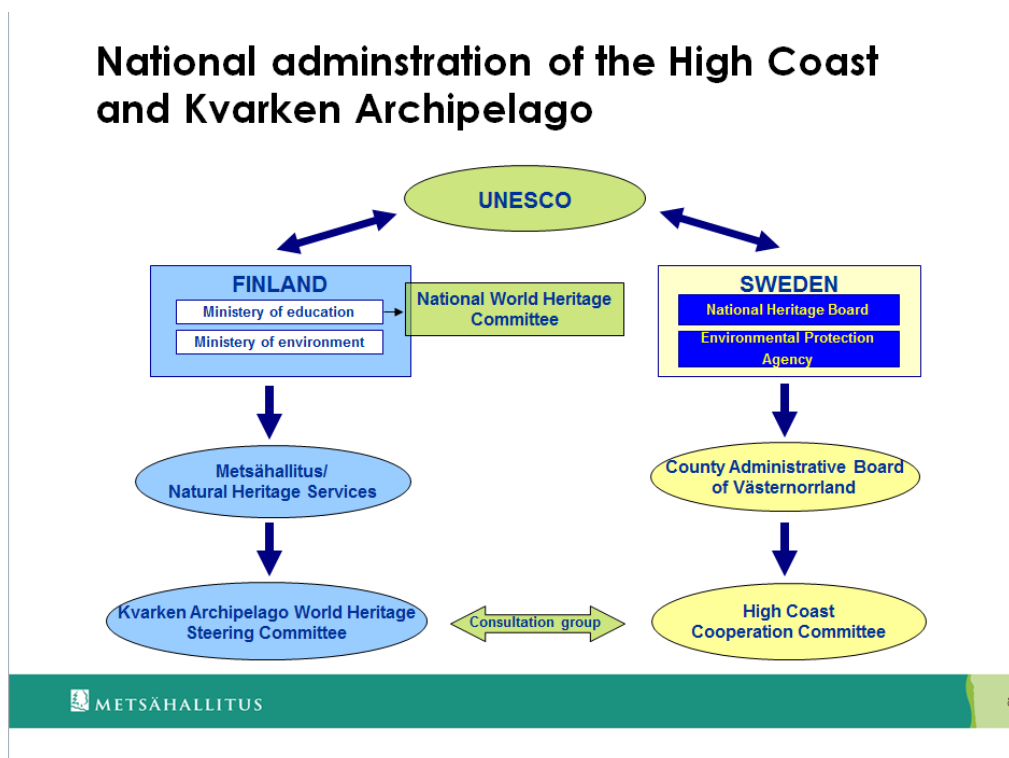 National adminstration of the High Coast
and Kvarken Archipelago
UNESCO
FINLAND
Ministery of education
Ministery of environment
National World Heritage
Committee
SWEDEN
National Heritage Board
Environmental Protection
Agency
Metsähallitus/
Natural Heritage Services
County Administrative Board
of Västernorrland
Kvarken Archipelago World Heritage
Steering Committee
Consultation group
High Coast
Cooperation Committee
METSÄHALLITUS